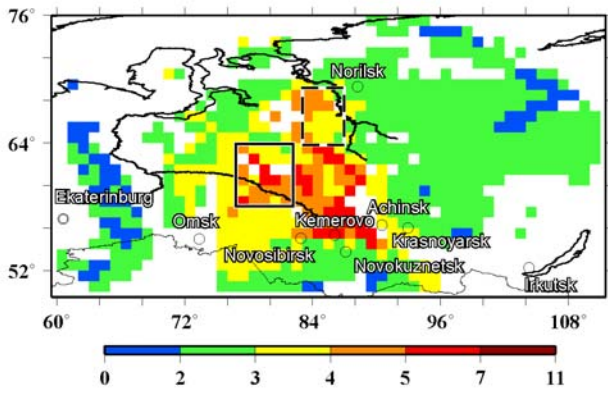 76°
Norilsk
64°
Ekaterinburg
Omsk
Kemerovo
Achinsk
Krasnoyarsk
Novosibirsk
Novokuznetsk
52°
Irkutsk
60 72 84 96 108
0 2 3 4 5 7 11